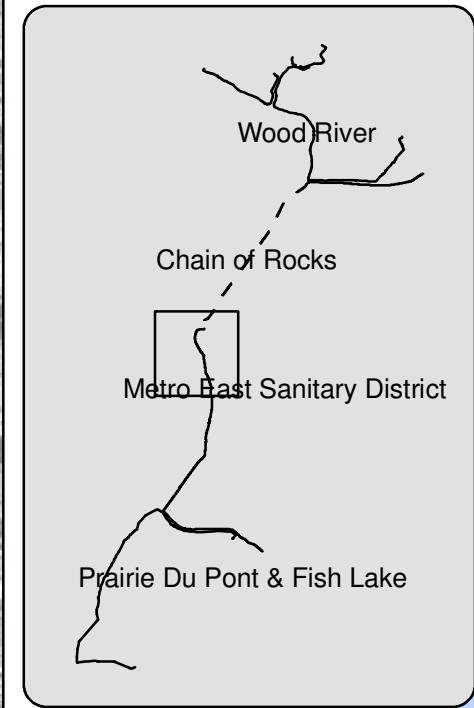 Wood River
Chain of Rocks
Metro East Sanitary District
Prairie Du Pont & Fish Lake